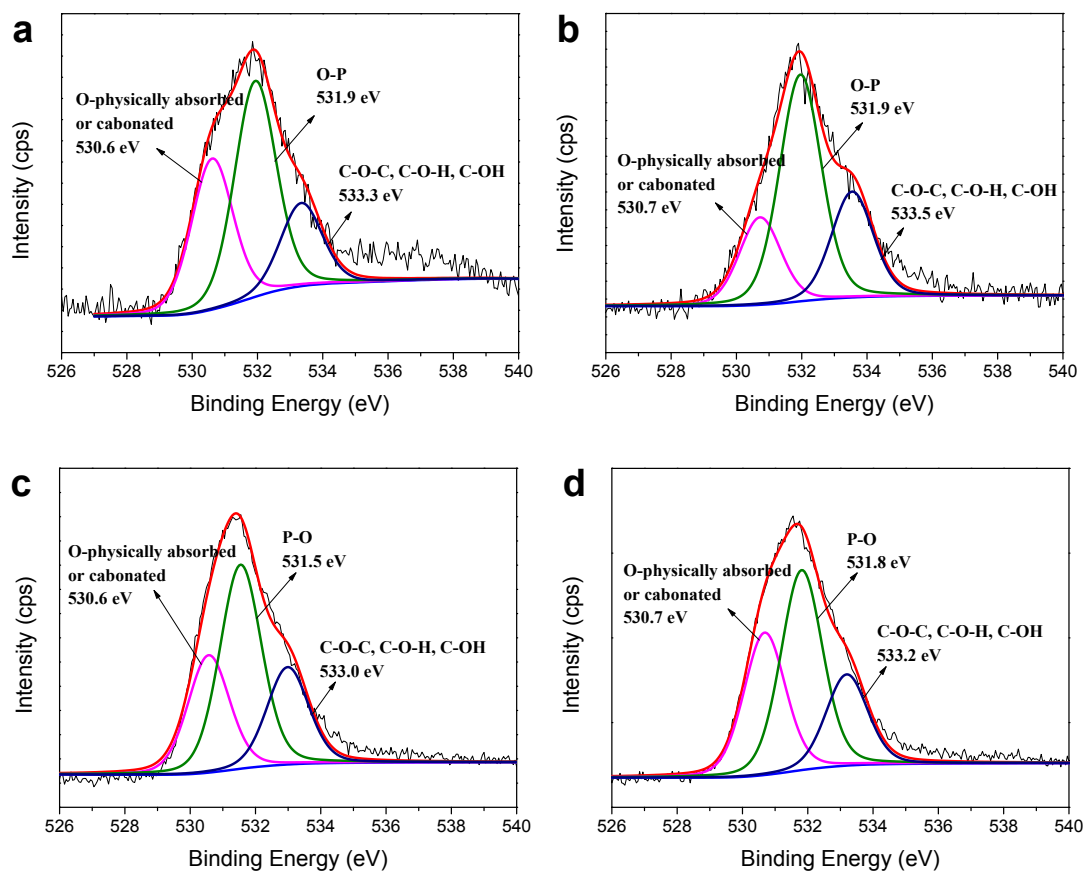 a
O-P
531.9 eV
O-physically absorbed
or cabonated
530.6 eV
C-O-C, C-O-H, C-OH
533.3 eV
Intensity (cps)
526 528 530 532 534 536 538 540
Binding Energy (eV)
b
O-P
531.9 eV
O-physically absorbed
or cabonated
530.7 eV
C-O-C, C-O-H, C-OH
533.5 eV
Intensity (cps)
526 528 530 532 534 536 538 540
Binding Energy (eV)
c
P-O
531.5 eV
O-physically absorbed
or cabonated
530.6 eV
C-O-C, C-O-H, C-OH
533.0 eV
Intensity (cps)
526 528 530 532 534 536 538 540
Binding Energy (eV)
d
P-O
531.8 eV
O-physically absorbed
or cabonated
530.7 eV
C-O-C, C-O-H, C-OH
533.2 eV
Intensity (cps)
526 528 530 532 534 536 538 540
Binding Energy (eV)